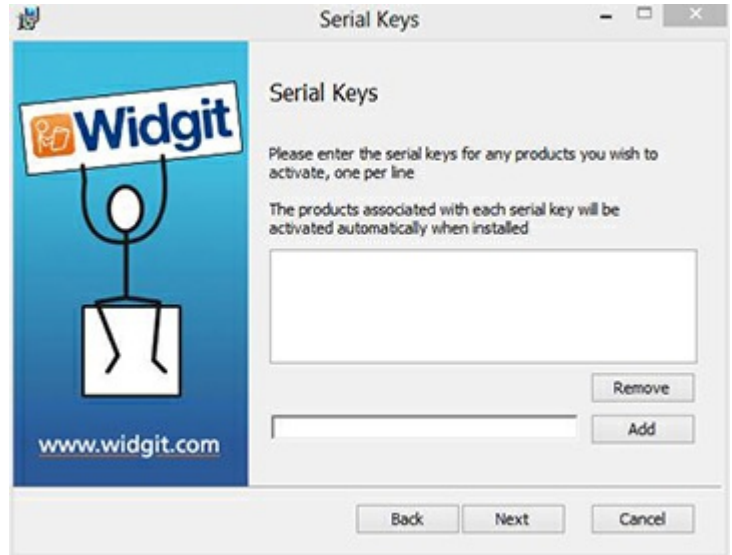 Serial Keys
Widgit
Serial Keys
Please enter the serial keys for any products you wish to
activate, one per line
The products associated with each serial key will be
activated automatically when installed
Remove
Add
www.widgit.com
Back
Next
Cancel